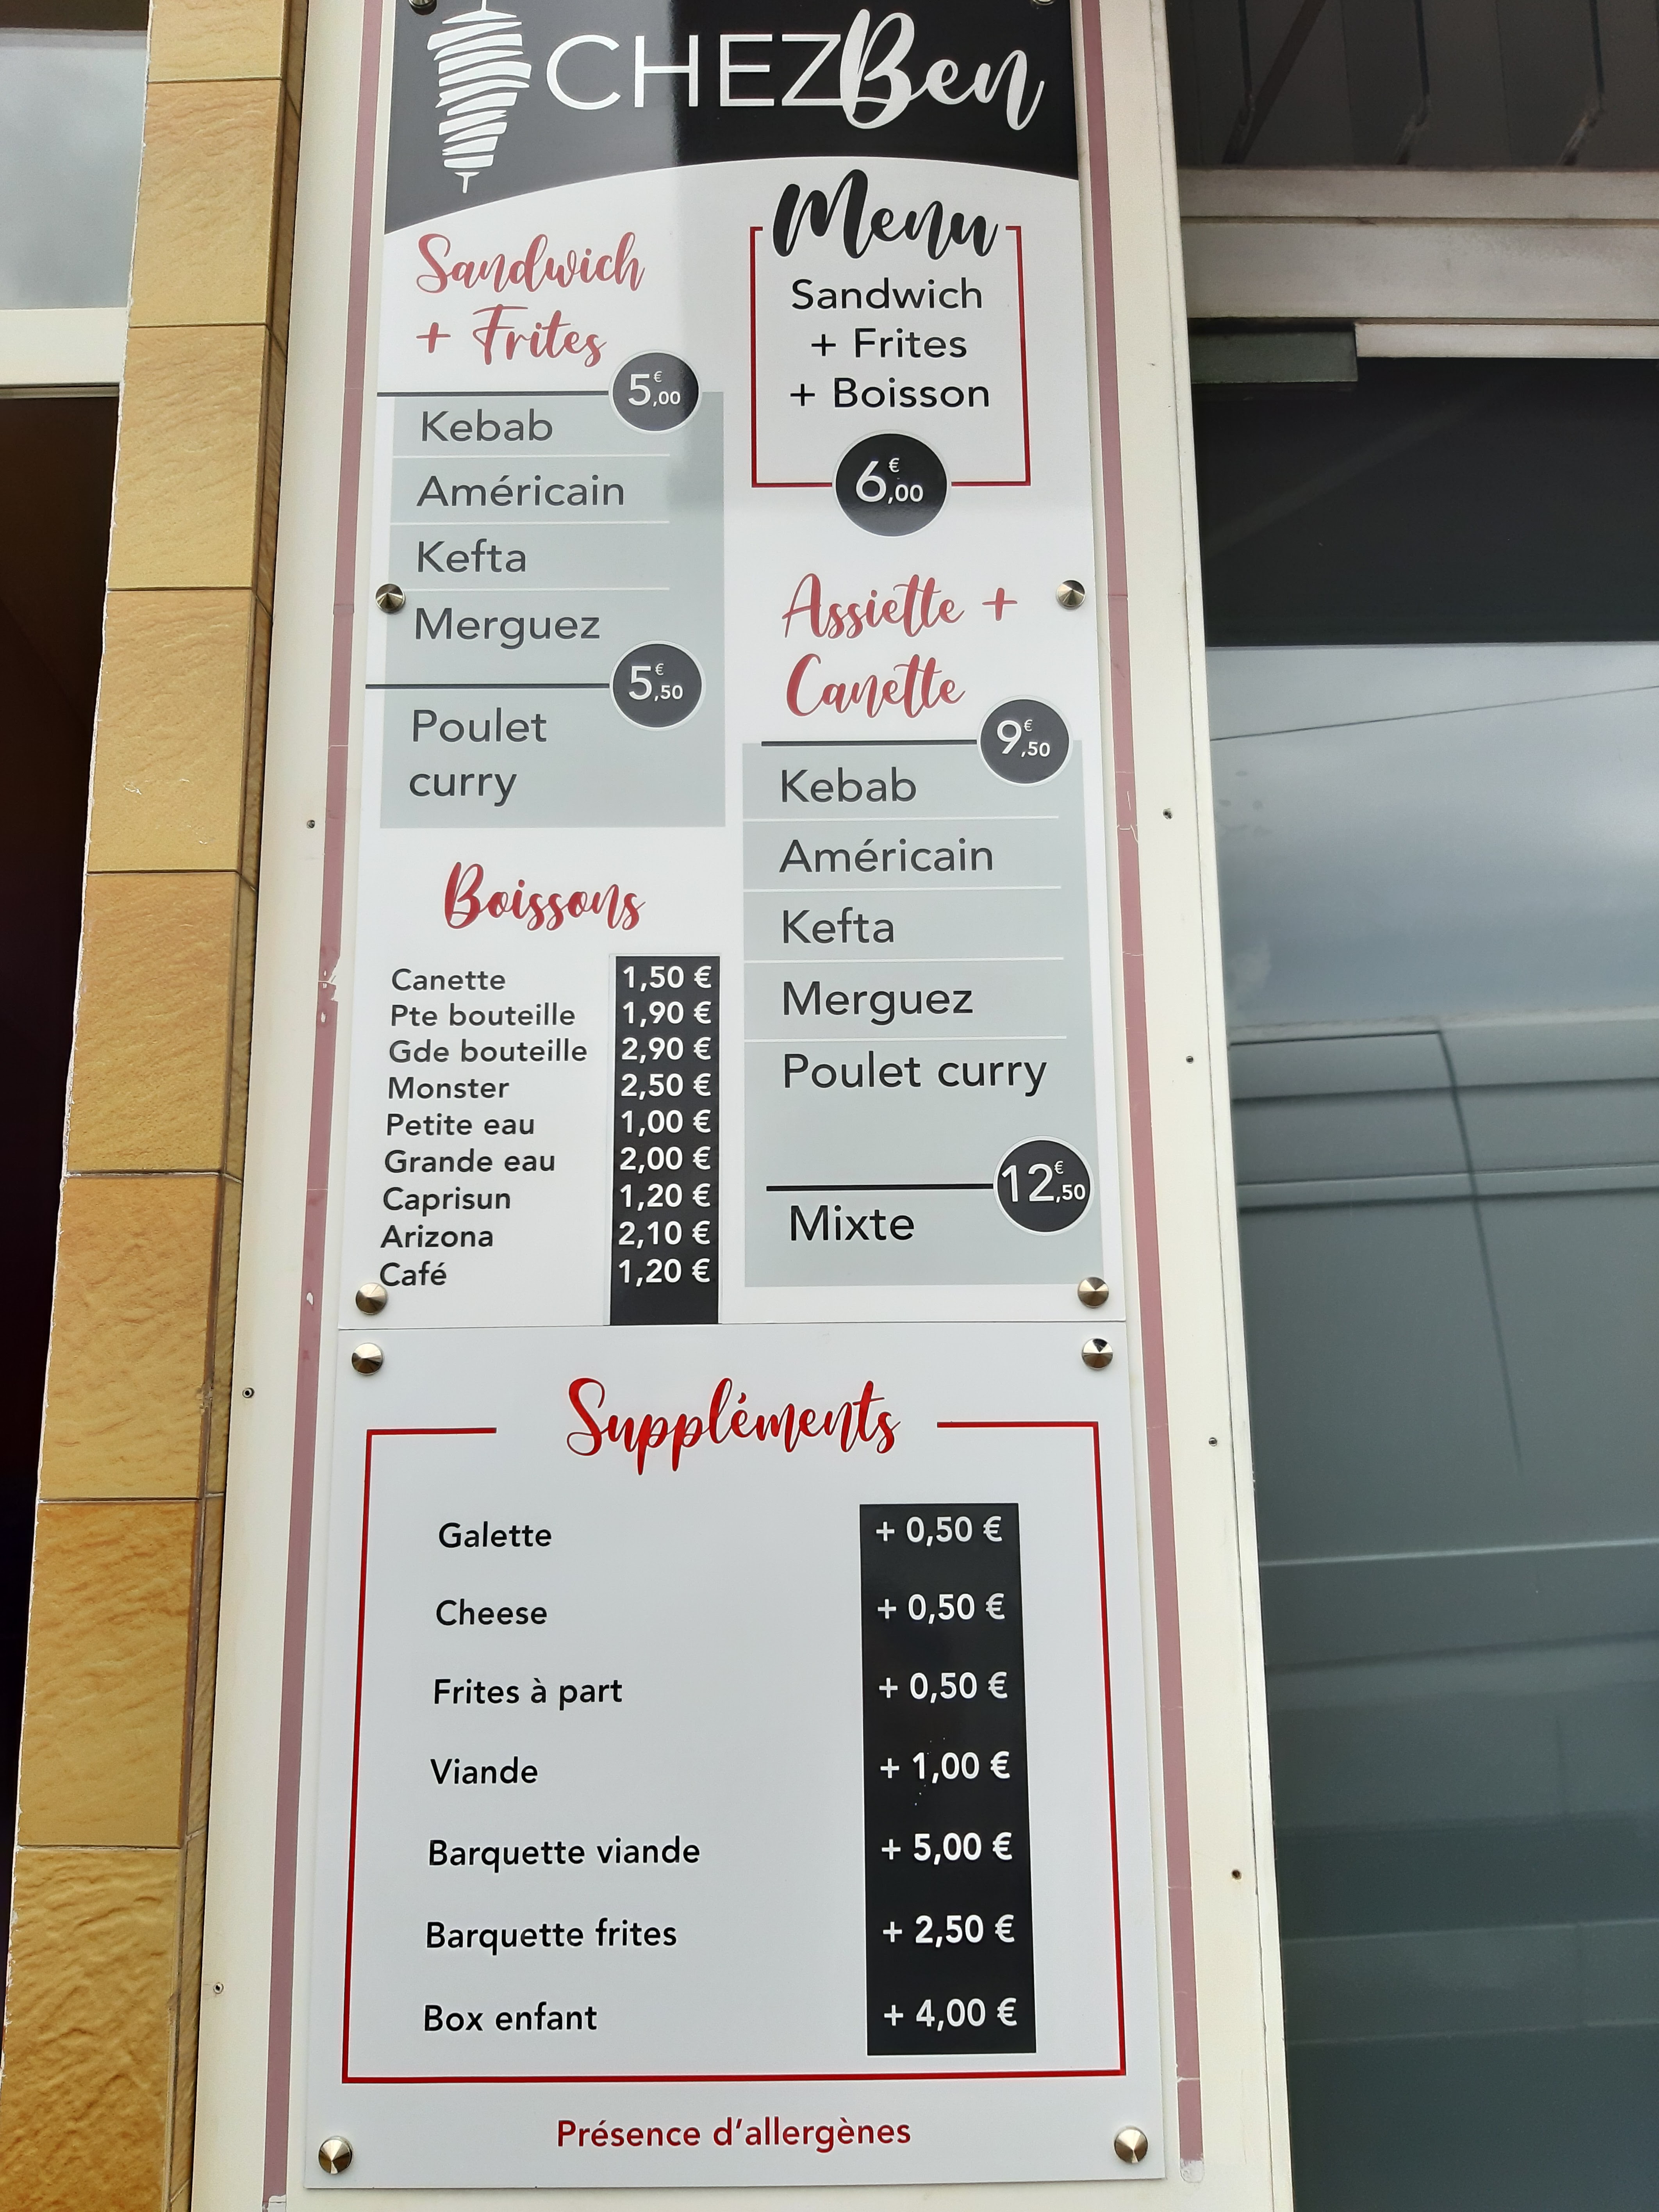 CHEZ Ben
Sandwich
+ Frites
5€,00
Kebab
Américain
Kefta
Merguez
5€,50
Poulet
curry
Menu
Sandwich
+ Frites
+ Boisson
6€,00
Assiette +
Canette
9€,50
Kebab
Américain
Kefta
Merguez
Poulet curry
12€,50
Mixte
Boissons
Canette 1,50 €
Pte bouteille 1,90 €
Gde bouteille 2,90 €
Monster 2,50 €
Petite eau 1,00 €
Grande eau 2,00 €
Caprisun 1,20 €
Arizona 2,10 €
Café 1,20 €
Suppléments
Galette + 0,50 €
Cheese + 0,50 €
Frites à part + 0,50 €
Viande + 1,00 €
Barquette viande + 5,00 €
Barquette frites + 2,50 €
Box enfant + 4,00 €
Présence d'allergènes